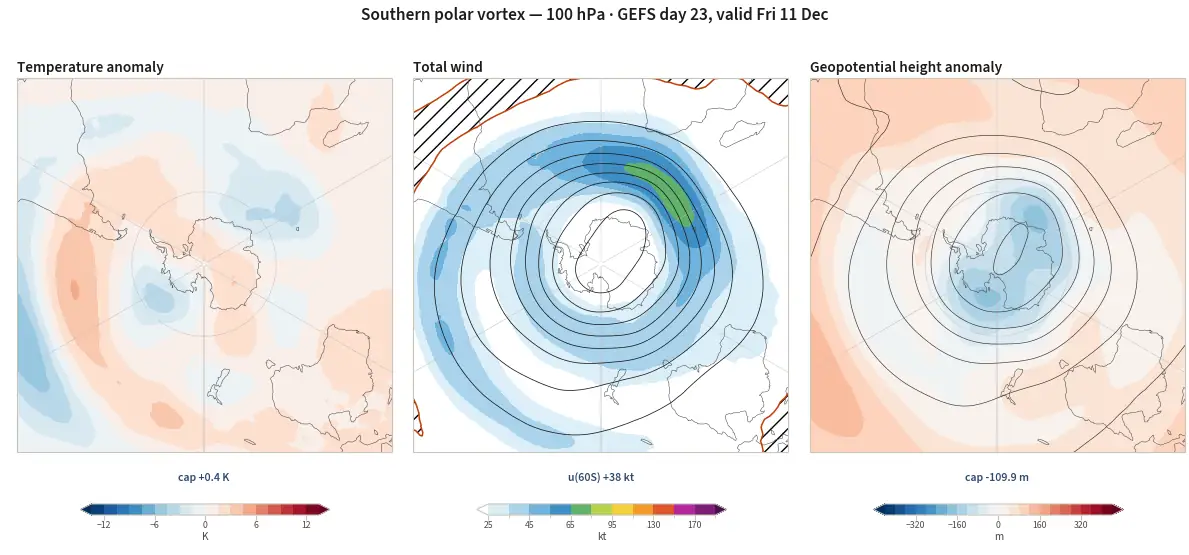 Southern polar vortex — 100 hPa · GEFS day 23, valid Fri 11 Dec
Temperature anomaly
Total wind
Geopotential height anomaly
cap +0.4 K
u(60S) +38 kt
cap -109.9 m
−12 −6 0 6 12
K
25 45 65 95 130 170
kt
−320 −160 0 160 320
m